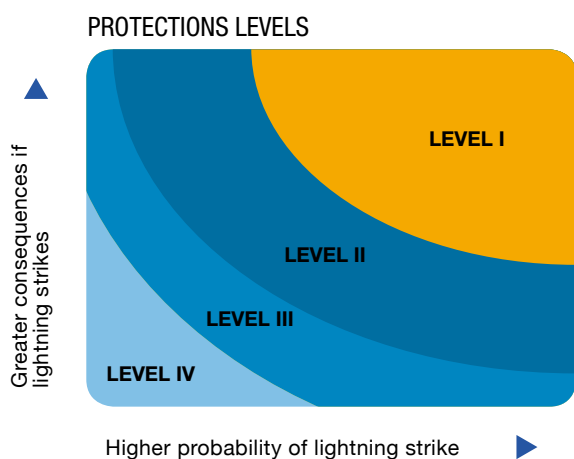 PROTECTIONS LEVELS
Greater consequences if
lightning strikes
LEVEL I
LEVEL II
LEVEL III
LEVEL IV
Higher probability of lightning strike